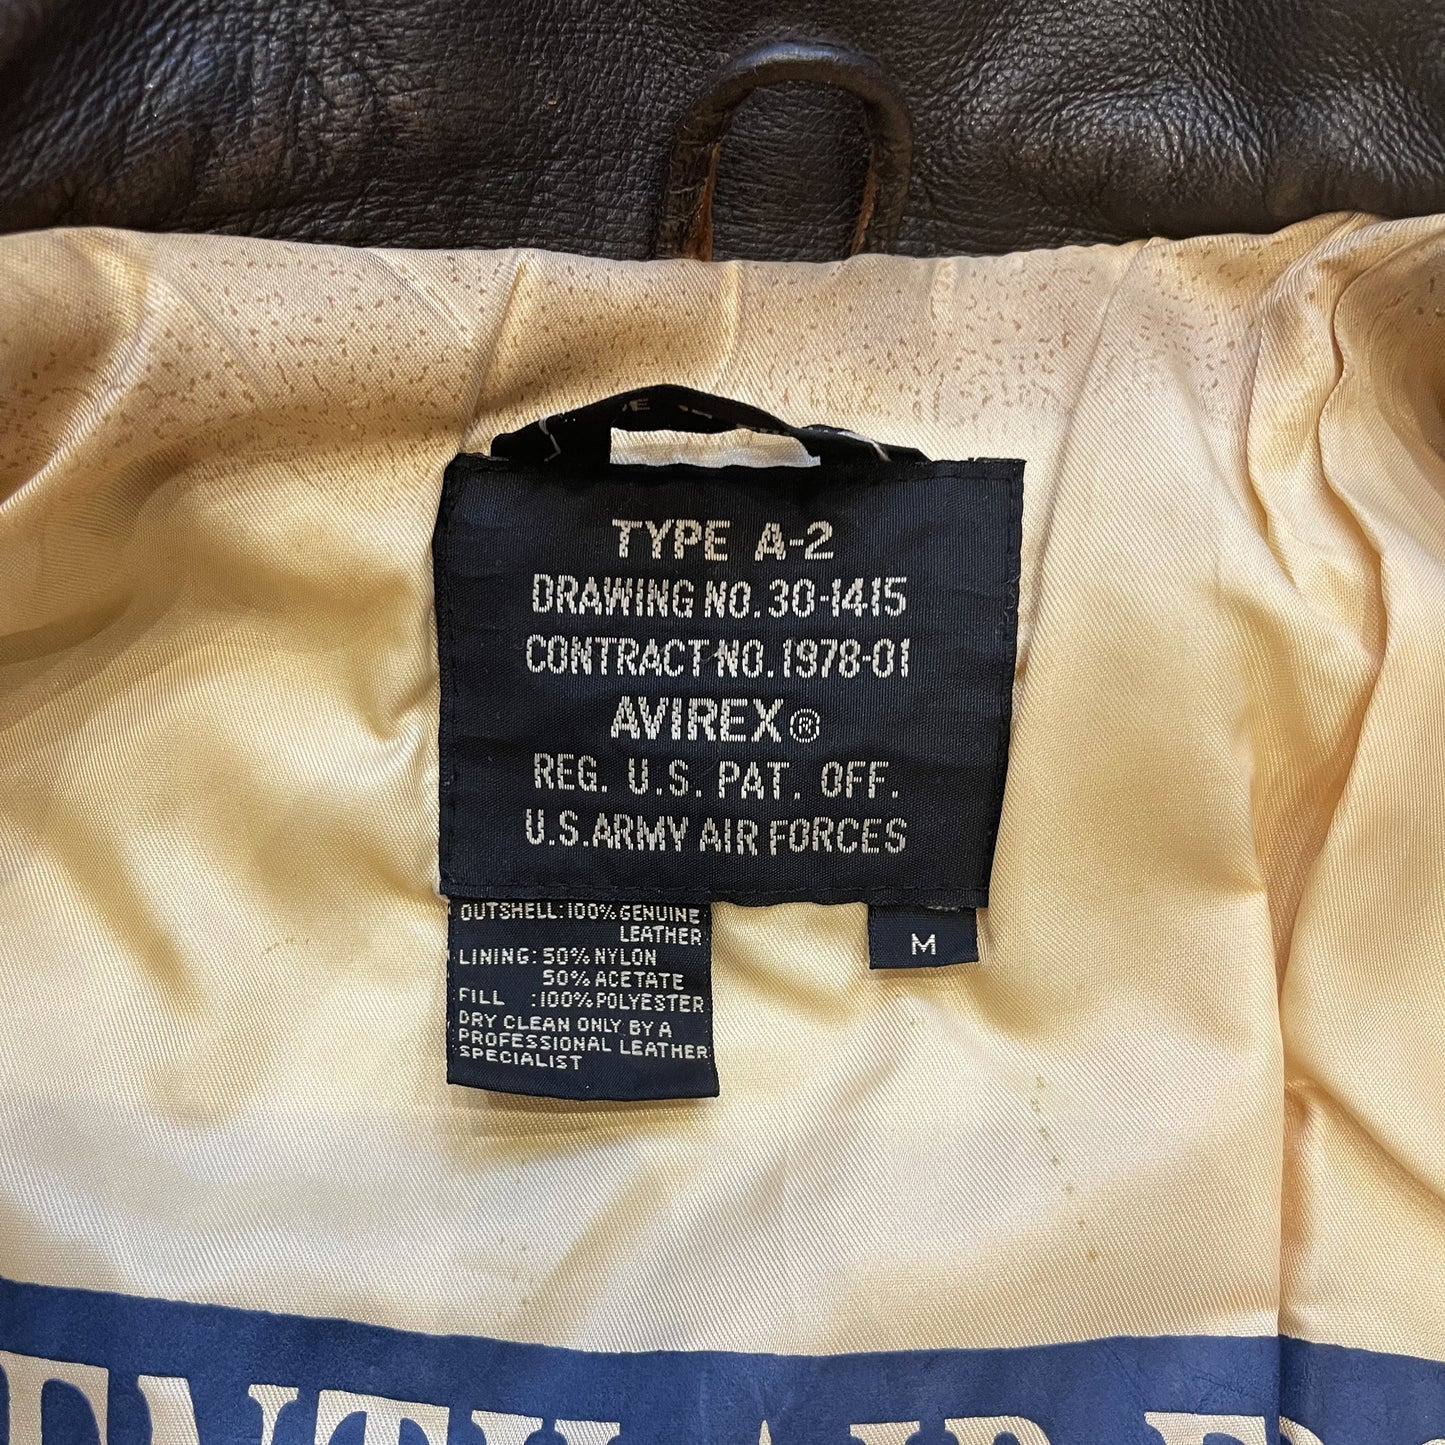 TYPE A-2
DRAWING NO. 30-1415
CONTRACT NO. 1978-01
AVIREX®
REG. U.S. PAT. OFF.
U.S. ARMY AIR FORCES
OUTSHELL: 100% GENUINE
LEATHER
LINING: 50% NYLON
50% ACETATE
FILL : 100% POLYESTER
DRY CLEAN ONLY BY A
PROFESSIONAL LEATHER
SPECIALIST
M